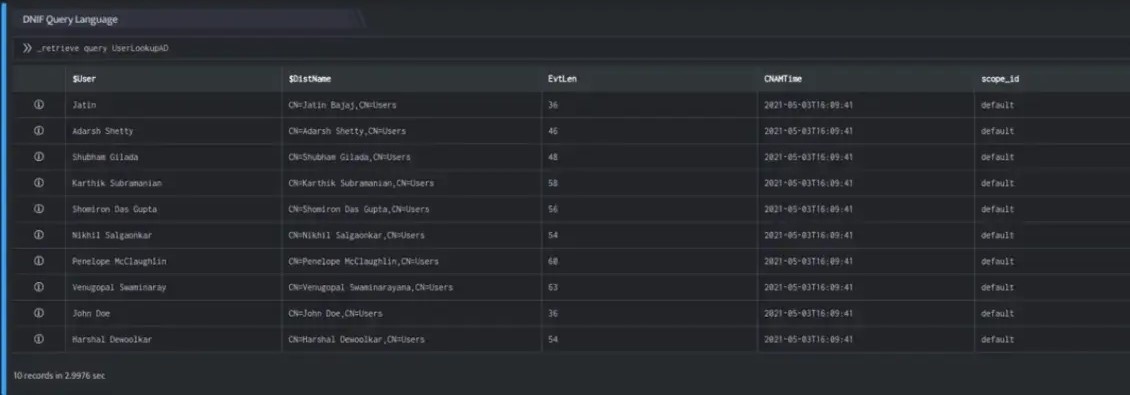 DNIF Query Language
_retrieve query UserLookupAD
$User $DistName EvtLen CNAMTime scope_id
Jatin CN=Jatin Bajaj,CN=Users 36 2021-05-03T16:09:41 default
Adarsh Shetty CN=Adarsh Shetty,CN=Users 46 2021-05-03T16:09:41 default
Shubham Gilada CN=Shubham Gilada,CN=Users 48 2021-05-03T16:09:41 default
Karthik Subramanian CN=Karthik Subramanian,CN=Users 58 2021-05-03T16:09:41 default
Shomiron Das Gupta CN=Shomiron Das Gupta,CN=Users 56 2021-05-03T16:09:41 default
Nikhil Salgaonkar CN=Nikhil Salgaonkar,CN=Users 54 2021-05-03T16:09:41 default
Penelope McClaughlin CN=Penelope McClaughlin,CN=Users 60 2021-05-03T16:09:41 default
Venugopal Swaminaray CN=Venugopal Swaminarayana,CN=Users 63 2021-05-03T16:09:41 default
John Doe CN=John Doe,CN=Users 36 2021-05-03T16:09:41 default
Harshal Dewoolkar CN=Harshal Dewoolkar,CN=Users 54 2021-05-03T16:09:41 default
10 records in 2.9976 sec